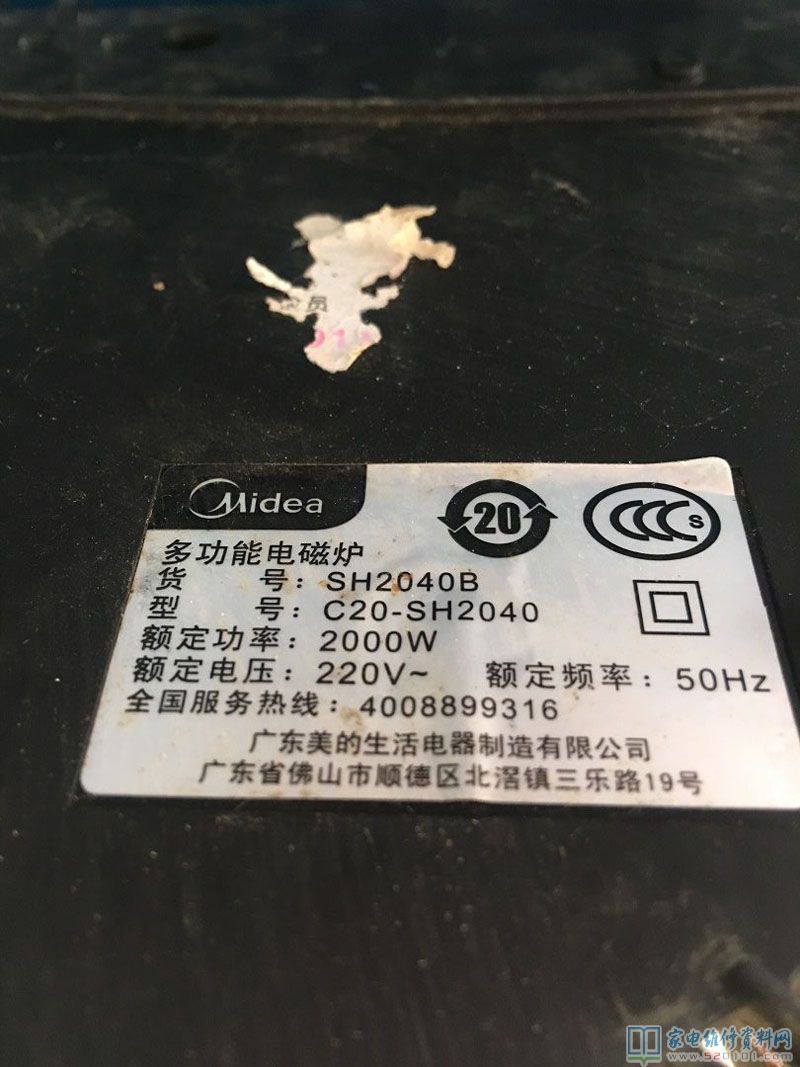 员
Midea
20
CCC S
多功能电磁炉
货 号：SH2040B
型 号：C20-SH2040
额定功率：2000W
额定电压：220V~ 额定频率：50Hz
全国服务热线：4008899316
广东美的生活电器制造有限公司
广东省佛山市顺德区北滘镇三乐路19号
家电维修资料网
www.520101.com